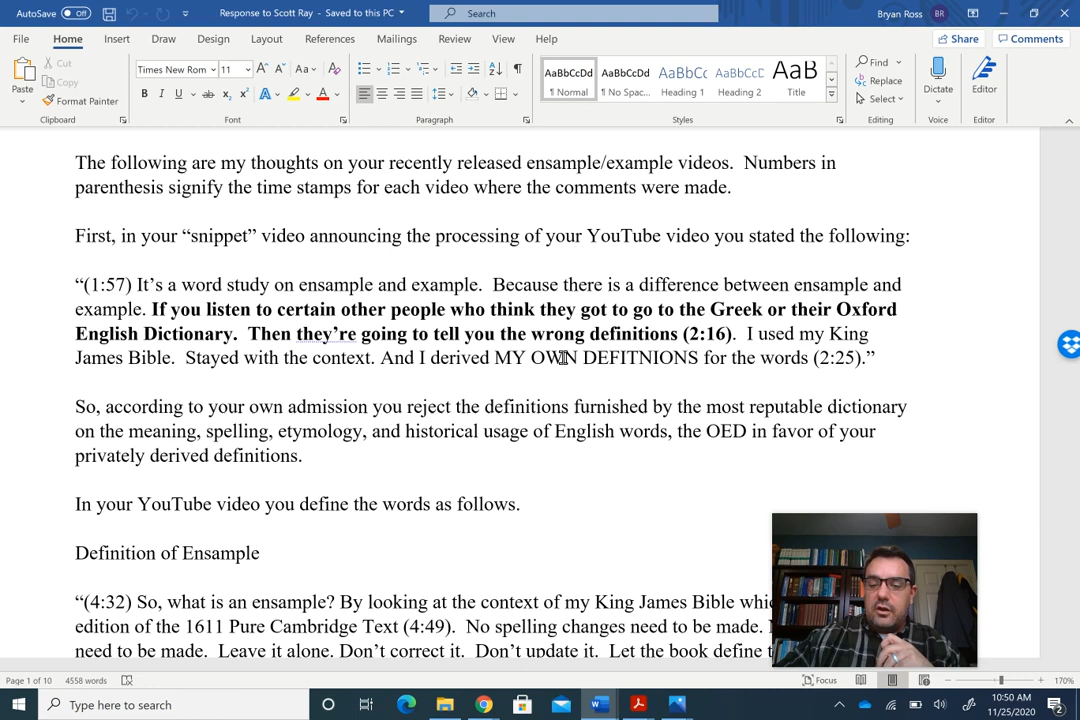 AutoSave Off Response to Scott Ray - Saved to this PC Search Bryan Ross BR
File Home Insert Draw Design Layout References Mailings Review View Help Share Comments
Paste Cut Copy Format Painter
Times New Rom 11 A A Aa A
B I U ab x2 x2 A A
AaBbCcDd AaBbCcDd AaBbCc AaBbCcD AaB
¶ Normal ¶ No Spac... Heading 1 Heading 2 Title
Find Replace Select Dictate Editor
Clipboard Font Paragraph Styles Editing Voice Editor
The following are my thoughts on your recently released ensample/example videos. Numbers in
parenthesis signify the time stamps for each video where the comments were made.
First, in your “snippet” video announcing the processing of your YouTube video you stated the following:
“(1:57) It’s a word study on ensample and example. Because there is a difference between ensample and
example. If you listen to certain other people who think they got to go to the Greek or their Oxford
English Dictionary. Then they’re going to tell you the wrong definitions (2:16). I used my King
James Bible. Stayed with the context. And I derived MY OWN DEFITNIONS for the words (2:25).”
So, according to your own admission you reject the definitions furnished by the most reputable dictionary
on the meaning, spelling, etymology, and historical usage of English words, the OED in favor of your
privately derived definitions.
In your YouTube video you define the words as follows.
Definition of Ensample
“(4:32) So, what is an ensample? By looking at the context of my King James Bible
edition of the 1611 Pure Cambridge Text (4:49). No spelling changes need to be made.
need to be made. Leave it alone. Don’t correct it. Don’t update it. Let the book define
Page 1 of 10 4558 words Focus 170%
Type here to search 10:50 AM
11/25/2020 2